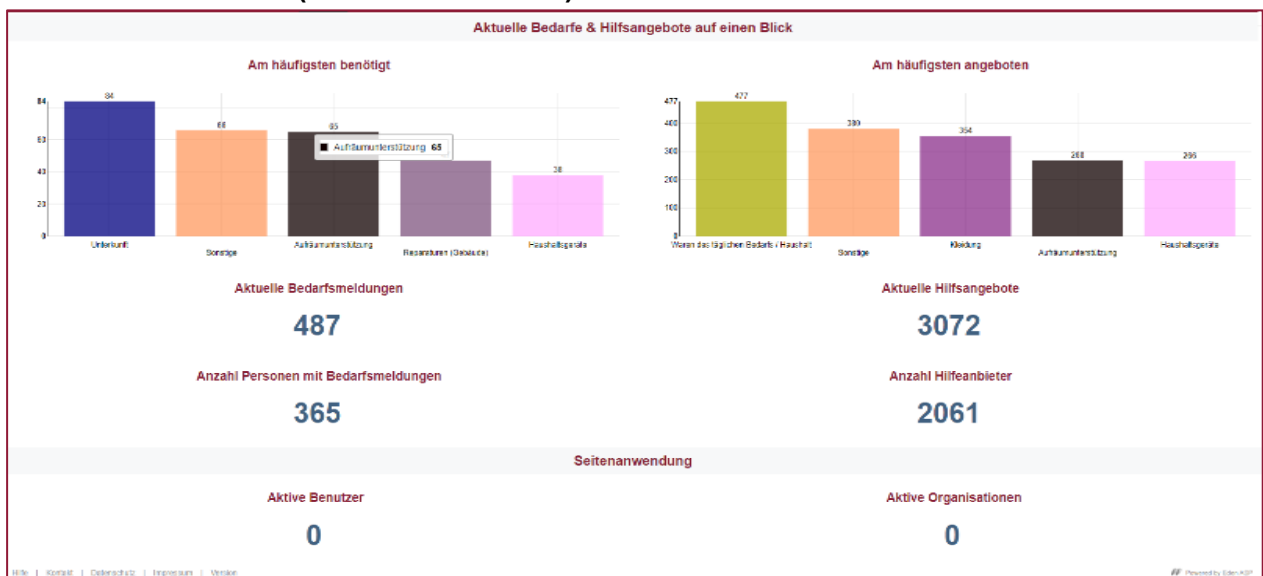 Aktuelle Bedarfe & Hilfsangebote auf einen Blick
Am häufigsten benötigt
84
84
66
65
60
Aufräumunterstützung 65
40
38
20
0
Unterkunft
Sonstige
Aufräumunterstützung
Reparaturen (Gebäude)
Haushaltsgeräte
Am häufigsten angeboten
477
477
400
354
300
268
266
200
100
0
Waren des täglichen Bedarfs / Haushalt
Sonstige
Kleidung
Aufräumunterstützung
Haushaltsgeräte
Aktuelle Bedarfsmeldungen
487
Aktuelle Hilfsangebote
3072
Anzahl Personen mit Bedarfsmeldungen
365
Anzahl Hilfeanbieter
2061
Seitenanwendung
Aktive Benutzer
0
Aktive Organisationen
0
Hilfe | Kontakt | Datenschutz | Impressum | Version
Powered by Eden ASP